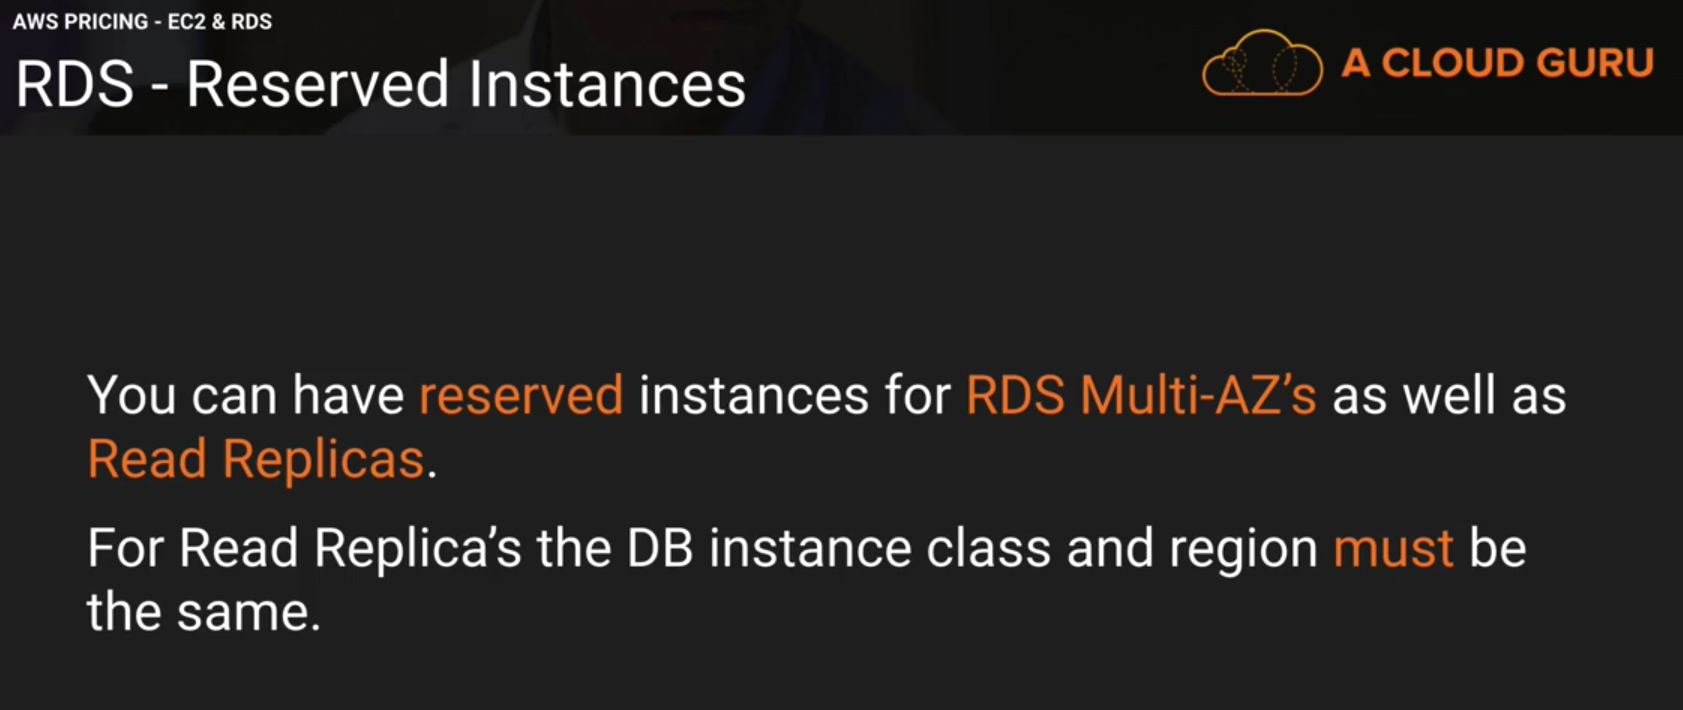 AWS PRICING - EC2 & RDS
RDS - Reserved Instances
A CLOUD GURU
You can have reserved instances for RDS Multi-AZ’s as well as
Read Replicas.
For Read Replica’s the DB instance class and region must be
the same.